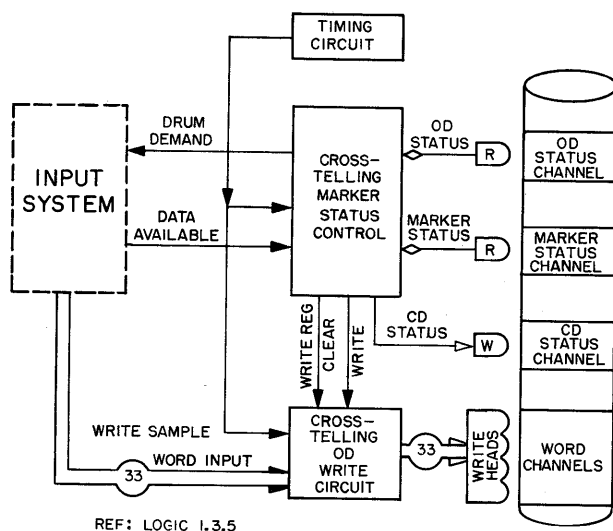 TIMING
CIRCUIT
DRUM
DEMAND
INPUT
SYSTEM
DATA
AVAILABLE
CROSS-
TELLING
MARKER
STATUS
CONTROL
OD
STATUS
R
OD
STATUS
CHANNEL
MARKER
STATUS
R
MARKER
STATUS
CHANNEL
CD
STATUS
W
CD
STATUS
CHANNEL
WRITE REG
CLEAR
WRITE
WRITE SAMPLE
33
WORD INPUT
CROSS-
TELLING
OD
WRITE
CIRCUIT
33
WRITE
HEADS
WORD
CHANNELS
REF: LOGIC 1.3.5